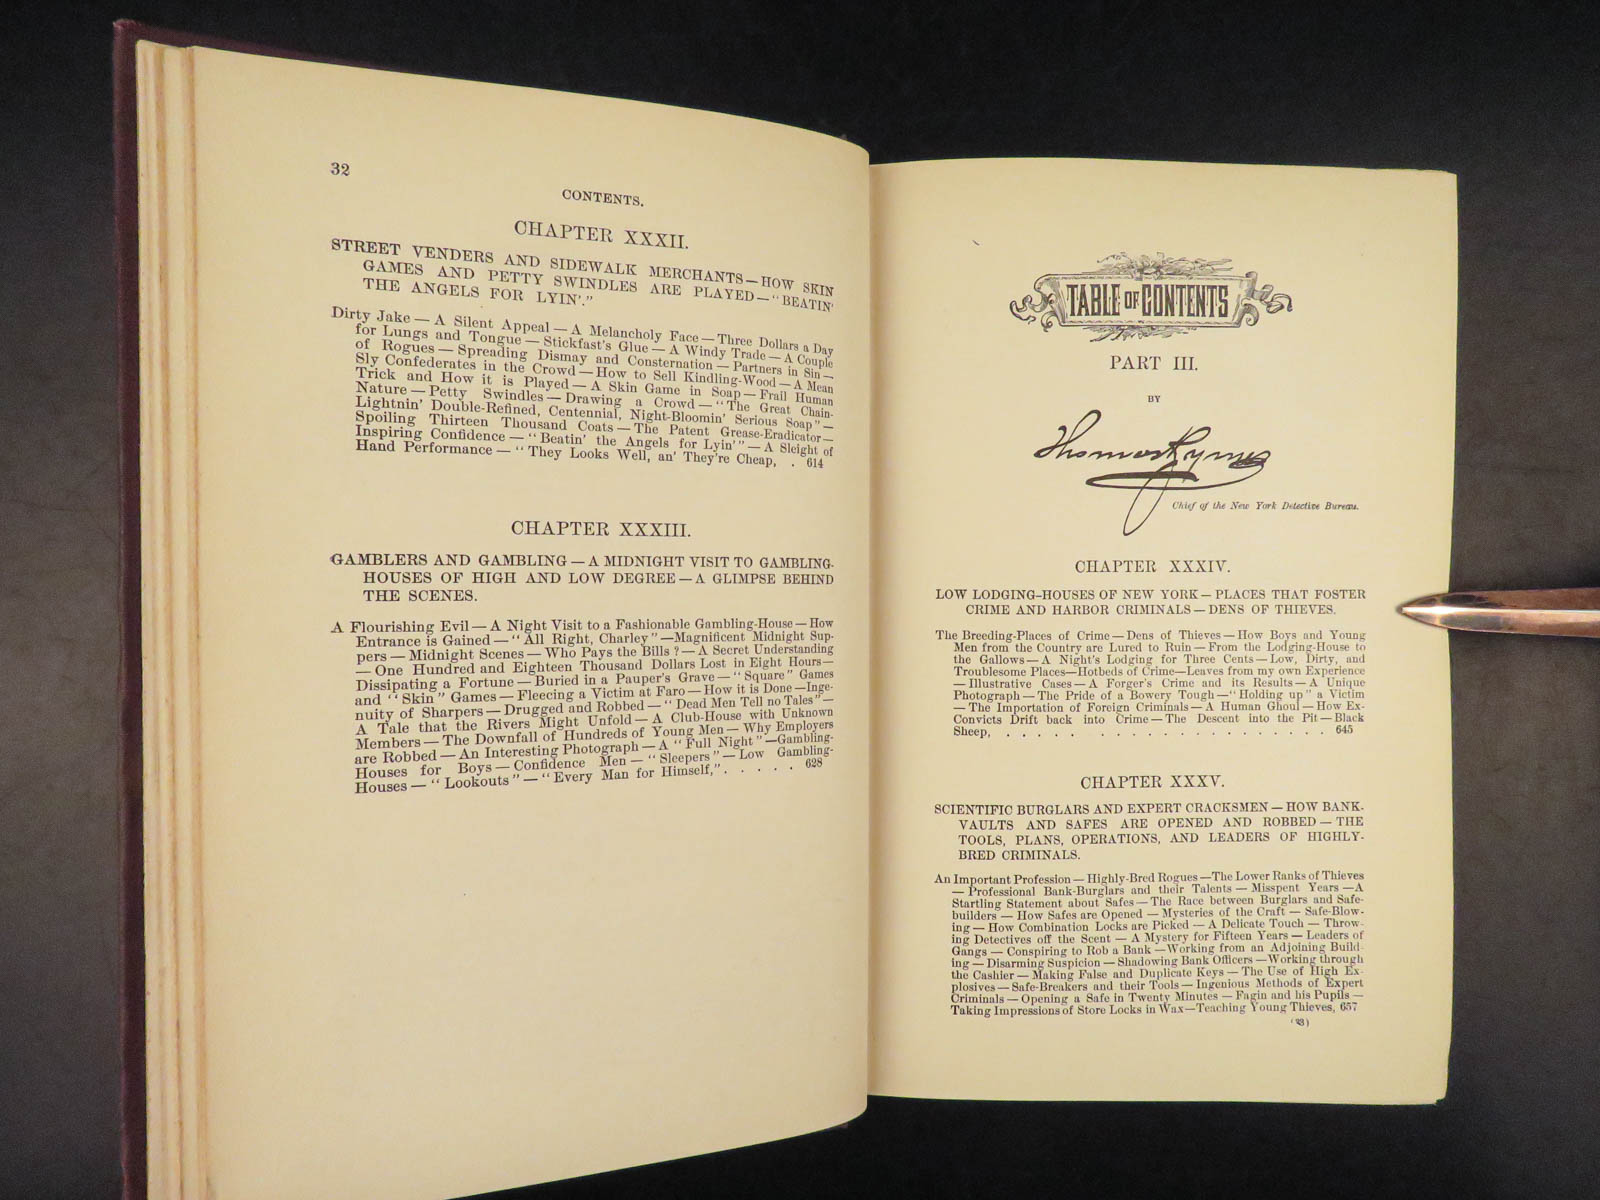 32
CONTENTS.
CHAPTER XXXII.
STREET VENDERS AND SIDEWALK MERCHANTS—HOW SKIN
GAMES AND PETTY SWINDLES ARE PLAYED—"BEATIN'
THE ANGELS FOR LYIN'."
Dirty Jake — A Silent Appeal — A Melancholy Face — Three Dollars a Day
for Lungs and Tongue — Stickfast's Glue — A Windy Trade — A Couple
of Rogues — Spreading Dismay and Consternation — Partners in Sin —
Sly Confederates in the Crowd — How to Sell Kindling-Wood — A Mean
Trick and How it is Played — A Skin Game in Soap — Frail Human
Nature — Petty Swindles — Drawing a Crowd — "The Great Chain-
Lightnin' Double-Refined, Centennial, Night-Bloomin' Serious Soap" —
Spoiling Thirteen Thousand Coats — The Patent Grease-Eradicator —
Inspiring Confidence — "Beatin' the Angels for Lyin'" — A Sleight of
Hand Performance — "They Looks Well, an' They're Cheap, . 614
CHAPTER XXXIII.
GAMBLERS AND GAMBLING — A MIDNIGHT VISIT TO GAMBLING-
HOUSES OF HIGH AND LOW DEGREE — A GLIMPSE BEHIND
THE SCENES.
A Flourishing Evil — A Night Visit to a Fashionable Gambling-House — How
Entrance is Gained — "All Right, Charley" — Magnificent Midnight Sup-
pers — Midnight Scenes — Who Pays the Bills? — A Secret Understanding
— One Hundred and Eighteen Thousand Dollars Lost in Eight Hours —
Dissipating a Fortune — Buried in a Pauper's Grave — "Square" Games
and "Skin" Games — Fleecing a Victim at Faro — How it is Done — Inge-
nuity of Sharpers — Drugged and Robbed — "Dead Men Tell no Tales" —
A Tale that the Rivers Might Unfold — A Club-House with Unknown
Members — The Downfall of Hundreds of Young Men — Why Employers
are Robbed — An Interesting Photograph — A "Full Night" — Gambling-
Houses for Boys — Confidence Men — "Sleepers" — Low Gambling-
Houses — "Lookouts" — "Every Man for Himself," . . . . . 628
TABLE OF CONTENTS
PART III.
BY
Thomas Byrnes
Chief of the New York Detective Bureau.
CHAPTER XXXIV.
LOW LODGING-HOUSES OF NEW YORK — PLACES THAT FOSTER
CRIME AND HARBOR CRIMINALS — DENS OF THIEVES.
The Breeding-Places of Crime — Dens of Thieves — How Boys and Young
Men from the Country are Lured to Ruin — From the Lodging-House to
the Gallows — A Night's Lodging for Three Cents — Low, Dirty, and
Troublesome Places — Hotbeds of Crime — Leaves from my own Experience
— Illustrative Cases — A Forger's Crime and its Results — A Unique
Photograph — The Pride of a Bowery Tough — "Holding up" a Victim
— The Importation of Foreign Criminals — A Human Ghoul — How Ex-
Convicts Drift back into Crime — The Descent into the Pit — Black
Sheep, . . . . . . . . . . . . . . . . . . . . 645
CHAPTER XXXV.
SCIENTIFIC BURGLARS AND EXPERT CRACKSMEN — HOW BANK-
VAULTS AND SAFES ARE OPENED AND ROBBED — THE
TOOLS, PLANS, OPERATIONS, AND LEADERS OF HIGHLY-
BRED CRIMINALS.
An Important Profession — Highly-Bred Rogues — The Lower Ranks of Thieves
— Professional Bank-Burglars and their Talents — Misspent Years — A
Startling Statement about Safes — The Race between Burglars and Safe-
builders — How Safes are Opened — Mysteries of the Craft — Safe-Blow-
ing — How Combination Locks are Picked — A Delicate Touch — Throw-
ing Detectives off the Scent — A Mystery for Fifteen Years — Leaders of
Gangs — Conspiring to Rob a Bank — Working from an Adjoining Build-
ing — Disarming Suspicion — Shadowing Bank Officers — Working through
the Cashier — Making False and Duplicate Keys — The Use of High Ex-
plosives — Safe-Breakers and their Tools — Ingenious Methods of Expert
Criminals — Opening a Safe in Twenty Minutes — Fagin and his Pupils —
Taking Impressions of Store Locks in Wax — Teaching Young Thieves, 657